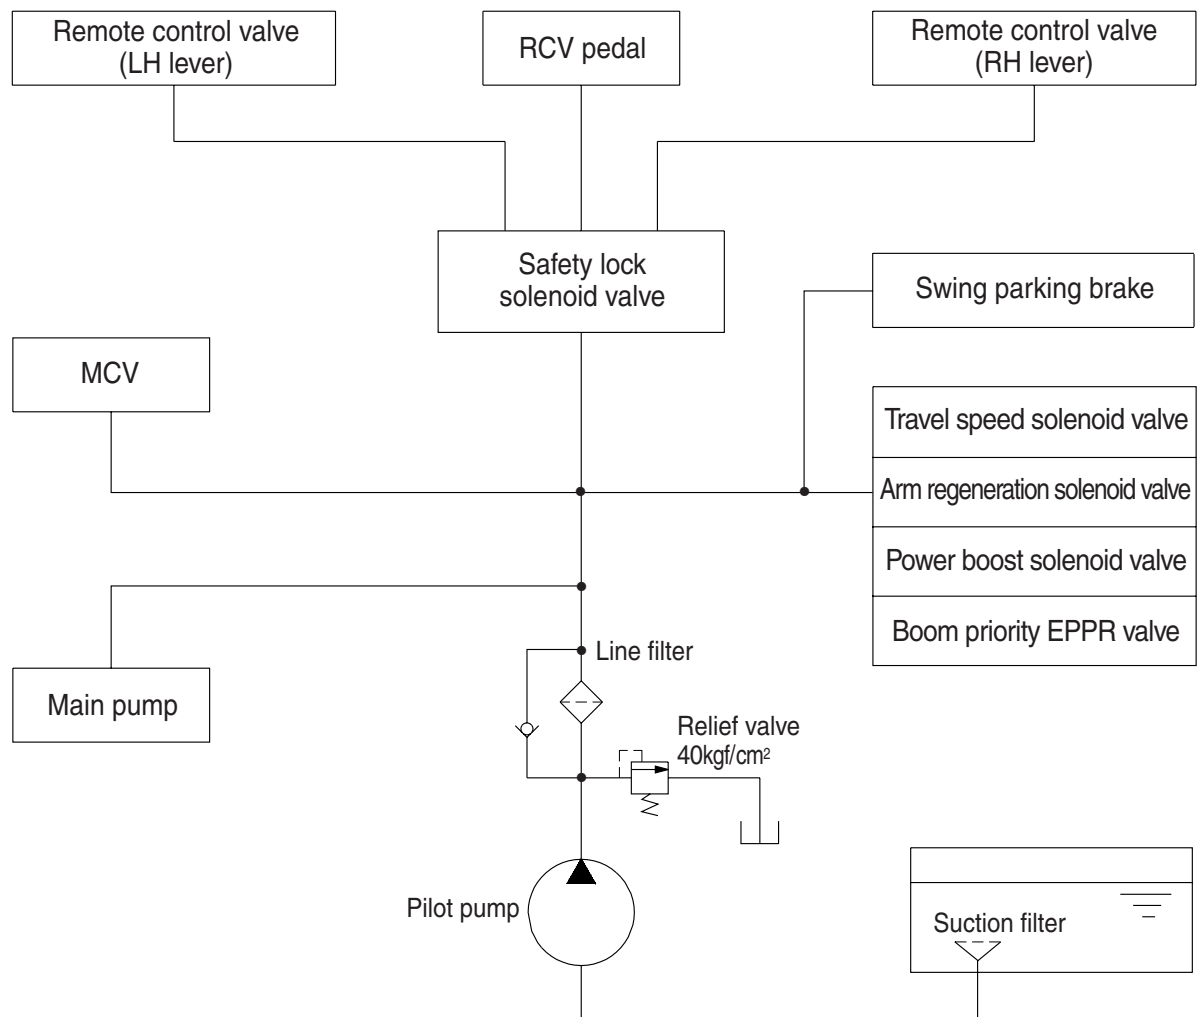 Remote control valve
(LH lever)
RCV pedal
Remote control valve
(RH lever)
Safety lock
solenoid valve
Swing parking brake
MCV
Travel speed solenoid valve
Arm regeneration solenoid valve
Power boost solenoid valve
Boom priority EPPR valve
Line filter
Main pump
Relief valve
40kgf/cm²
Pilot pump
Suction filter